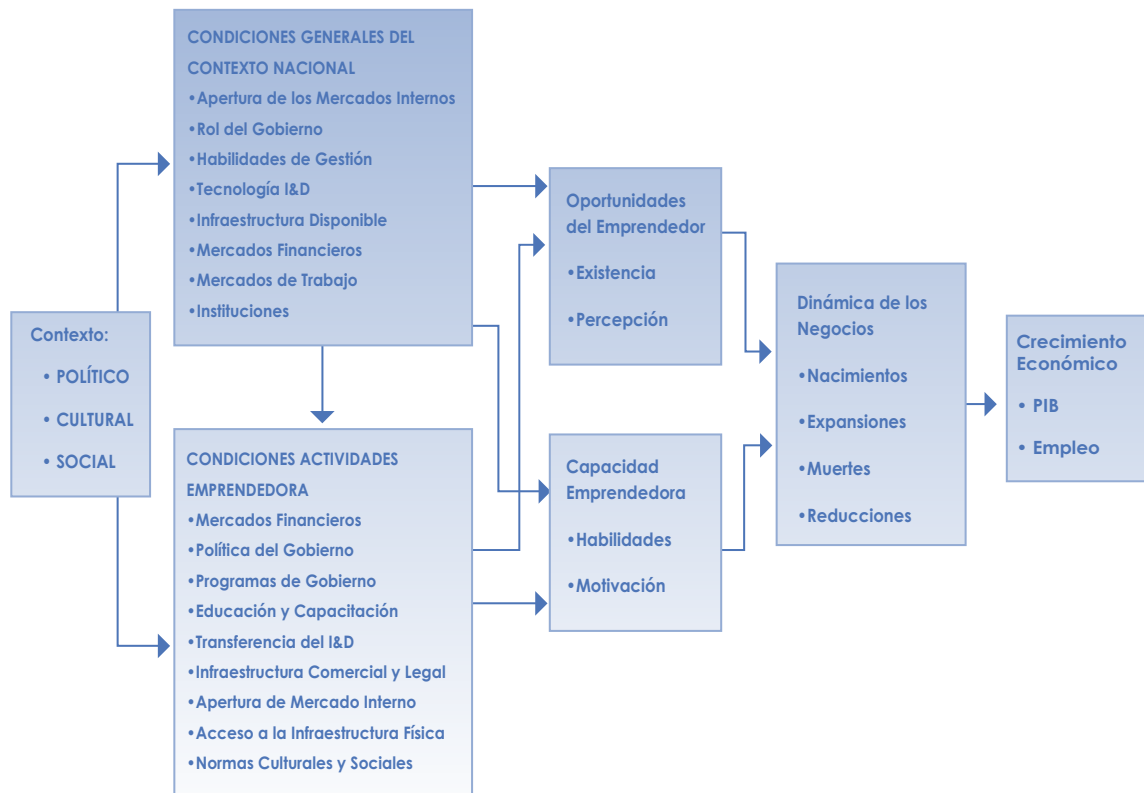 CONDICIONES GENERALES DEL
CONTEXTO NACIONAL
•Apertura de los Mercados Internos
•Rol del Gobierno
•Habilidades de Gestión
•Tecnología I&D
•Infraestructura Disponible
•Mercados Financieros
•Mercados de Trabajo
•Instituciones
Contexto:
• POLÍTICO
• CULTURAL
• SOCIAL
CONDICIONES ACTIVIDADES
EMPRENDEDORA
•Mercados Financieros
•Política del Gobierno
•Programas de Gobierno
•Educación y Capacitación
•Transferencia del I&D
•Infraestructura Comercial y Legal
•Apertura de Mercado Interno
•Acceso a la Infraestructura Física
•Normas Culturales y Sociales
Oportunidades
del Emprendedor
•Existencia
•Percepción
Capacidad
Emprendedora
•Habilidades
•Motivación
Dinámica de los
Negocios
•Nacimientos
•Expansiones
•Muertes
•Reducciones
Crecimiento
Económico
• PIB
• Empleo